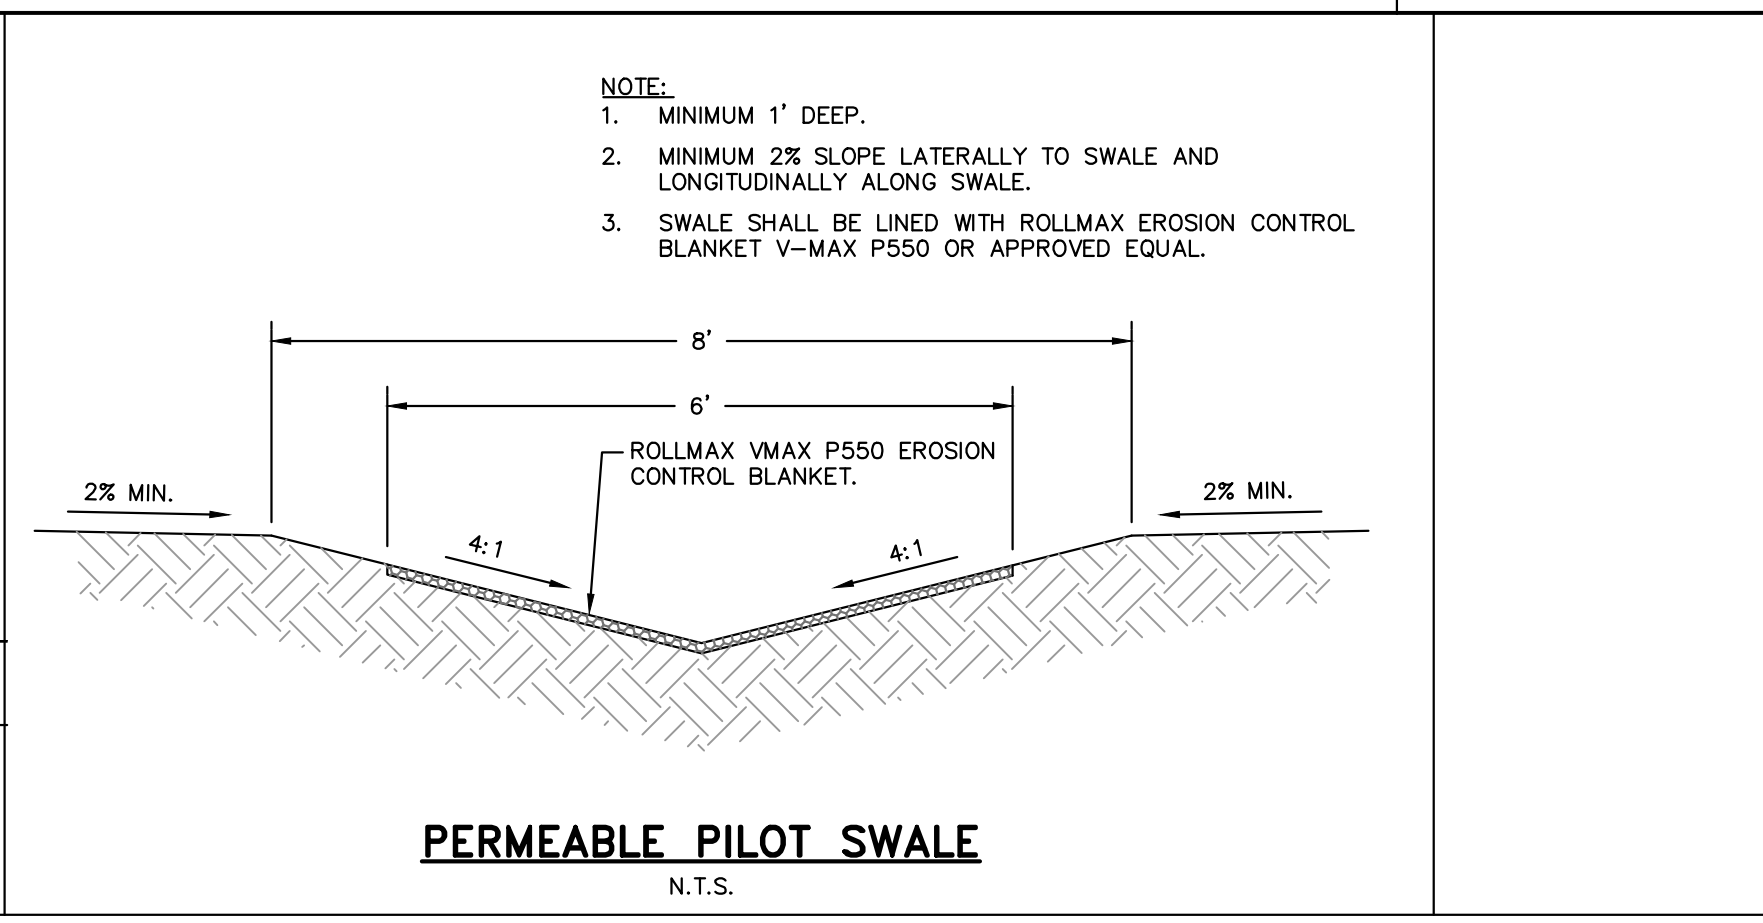 NOTE:
1. MINIMUM 1' DEEP.
2. MINIMUM 2% SLOPE LATERALLY TO SWALE AND
LONGITUDINALLY ALONG SWALE.
3. SWALE SHALL BE LINED WITH ROLLMAX EROSION CONTROL
BLANKET V-MAX P550 OR APPROVED EQUAL.
8'
6'
ROLLMAX VMAX P550 EROSION
CONTROL BLANKET.
2% MIN.
2% MIN.
4:1
4:1
PERMEABLE PILOT SWALE
N.T.S.